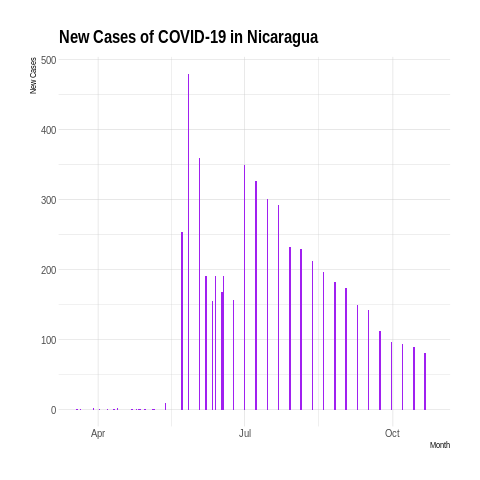 New Cases of COVID-19 in Nicaragua
New Cases
500
400
300
200
100
0
Apr
Jul
Oct
Month